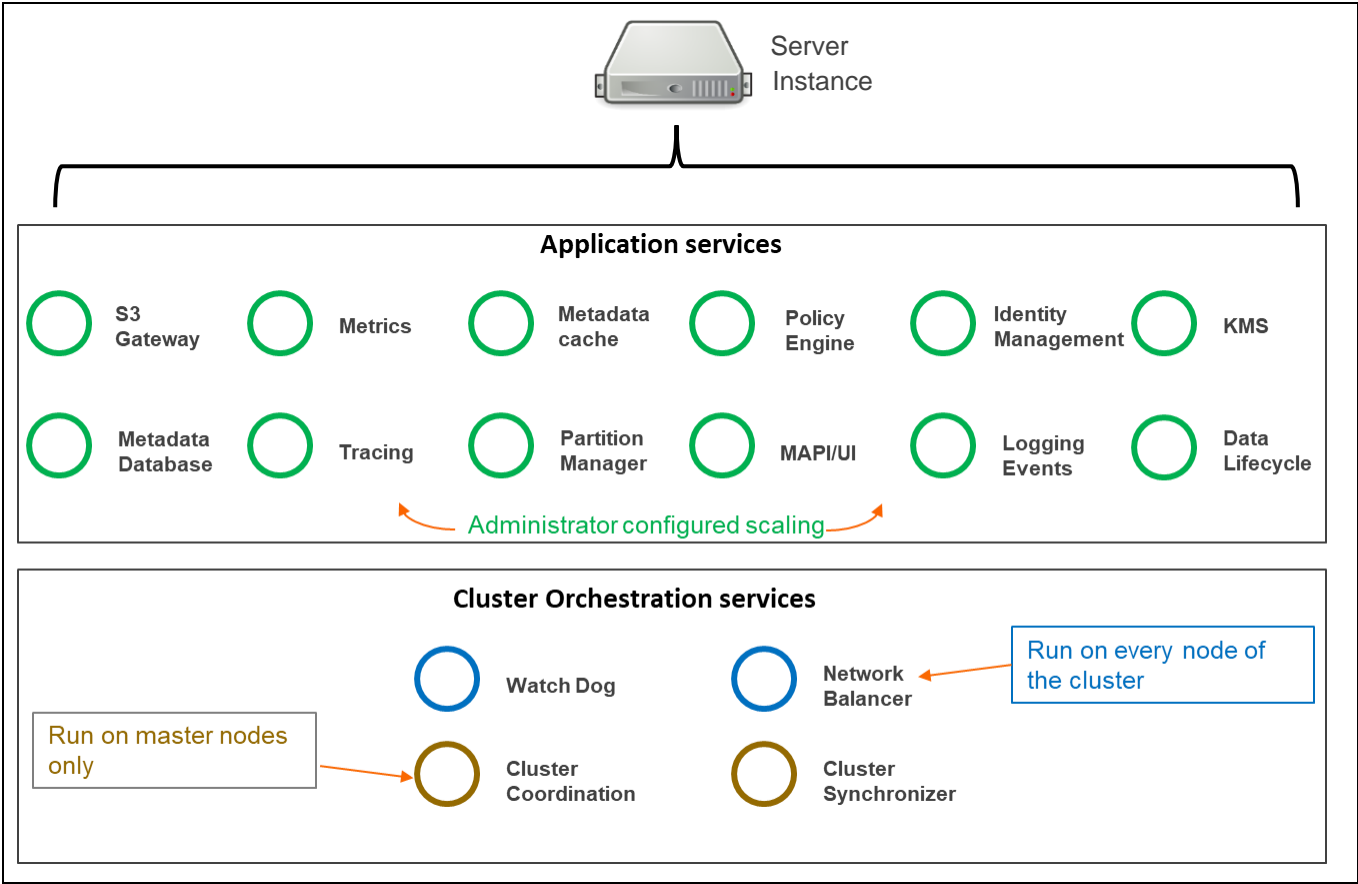 Server
Instance
Application services
S3
Gateway
Metrics
Metadata
cache
Policy
Engine
Identity
Management
KMS
Metadata
Database
Tracing
Partition
Manager
MAPI/UI
Logging
Events
Data
Lifecycle
Administrator configured scaling
Cluster Orchestration services
Watch Dog
Network
Balancer
Run on every node of
the cluster
Run on master nodes
only
Cluster
Coordination
Cluster
Synchronizer